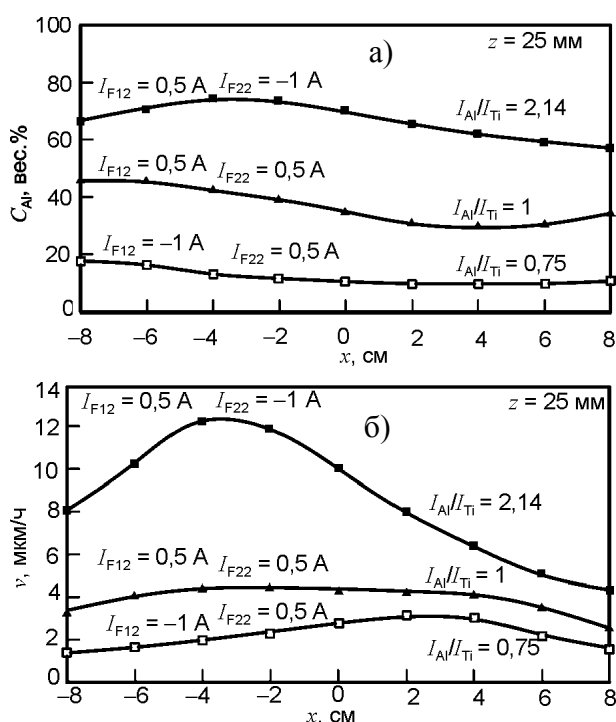 100
80
60
40
20
0
C_Al, вес.%
а)
z = 25 мм
I_F12 = 0,5 A I_F22 = –1 A
I_Al/I_Ti = 2,14
I_F12 = 0,5 A I_F22 = 0,5 A
I_Al/I_Ti = 1
I_F12 = –1 A I_F22 = 0,5 A
I_Al/I_Ti = 0,75
–8 –6 –4 –2 0 2 4 6 8
x, см
14
12
10
8
6
4
2
0
v, мкм/ч
б)
z = 25 мм
I_F12 = 0,5 A I_F22 = –1 A
I_Al/I_Ti = 2,14
I_F12 = 0,5 A I_F22 = 0,5 A
I_Al/I_Ti = 1
I_F12 = –1 A I_F22 = 0,5 A
I_Al/I_Ti = 0,75
–8 –6 –4 –2 0 2 4 6 8
x, см